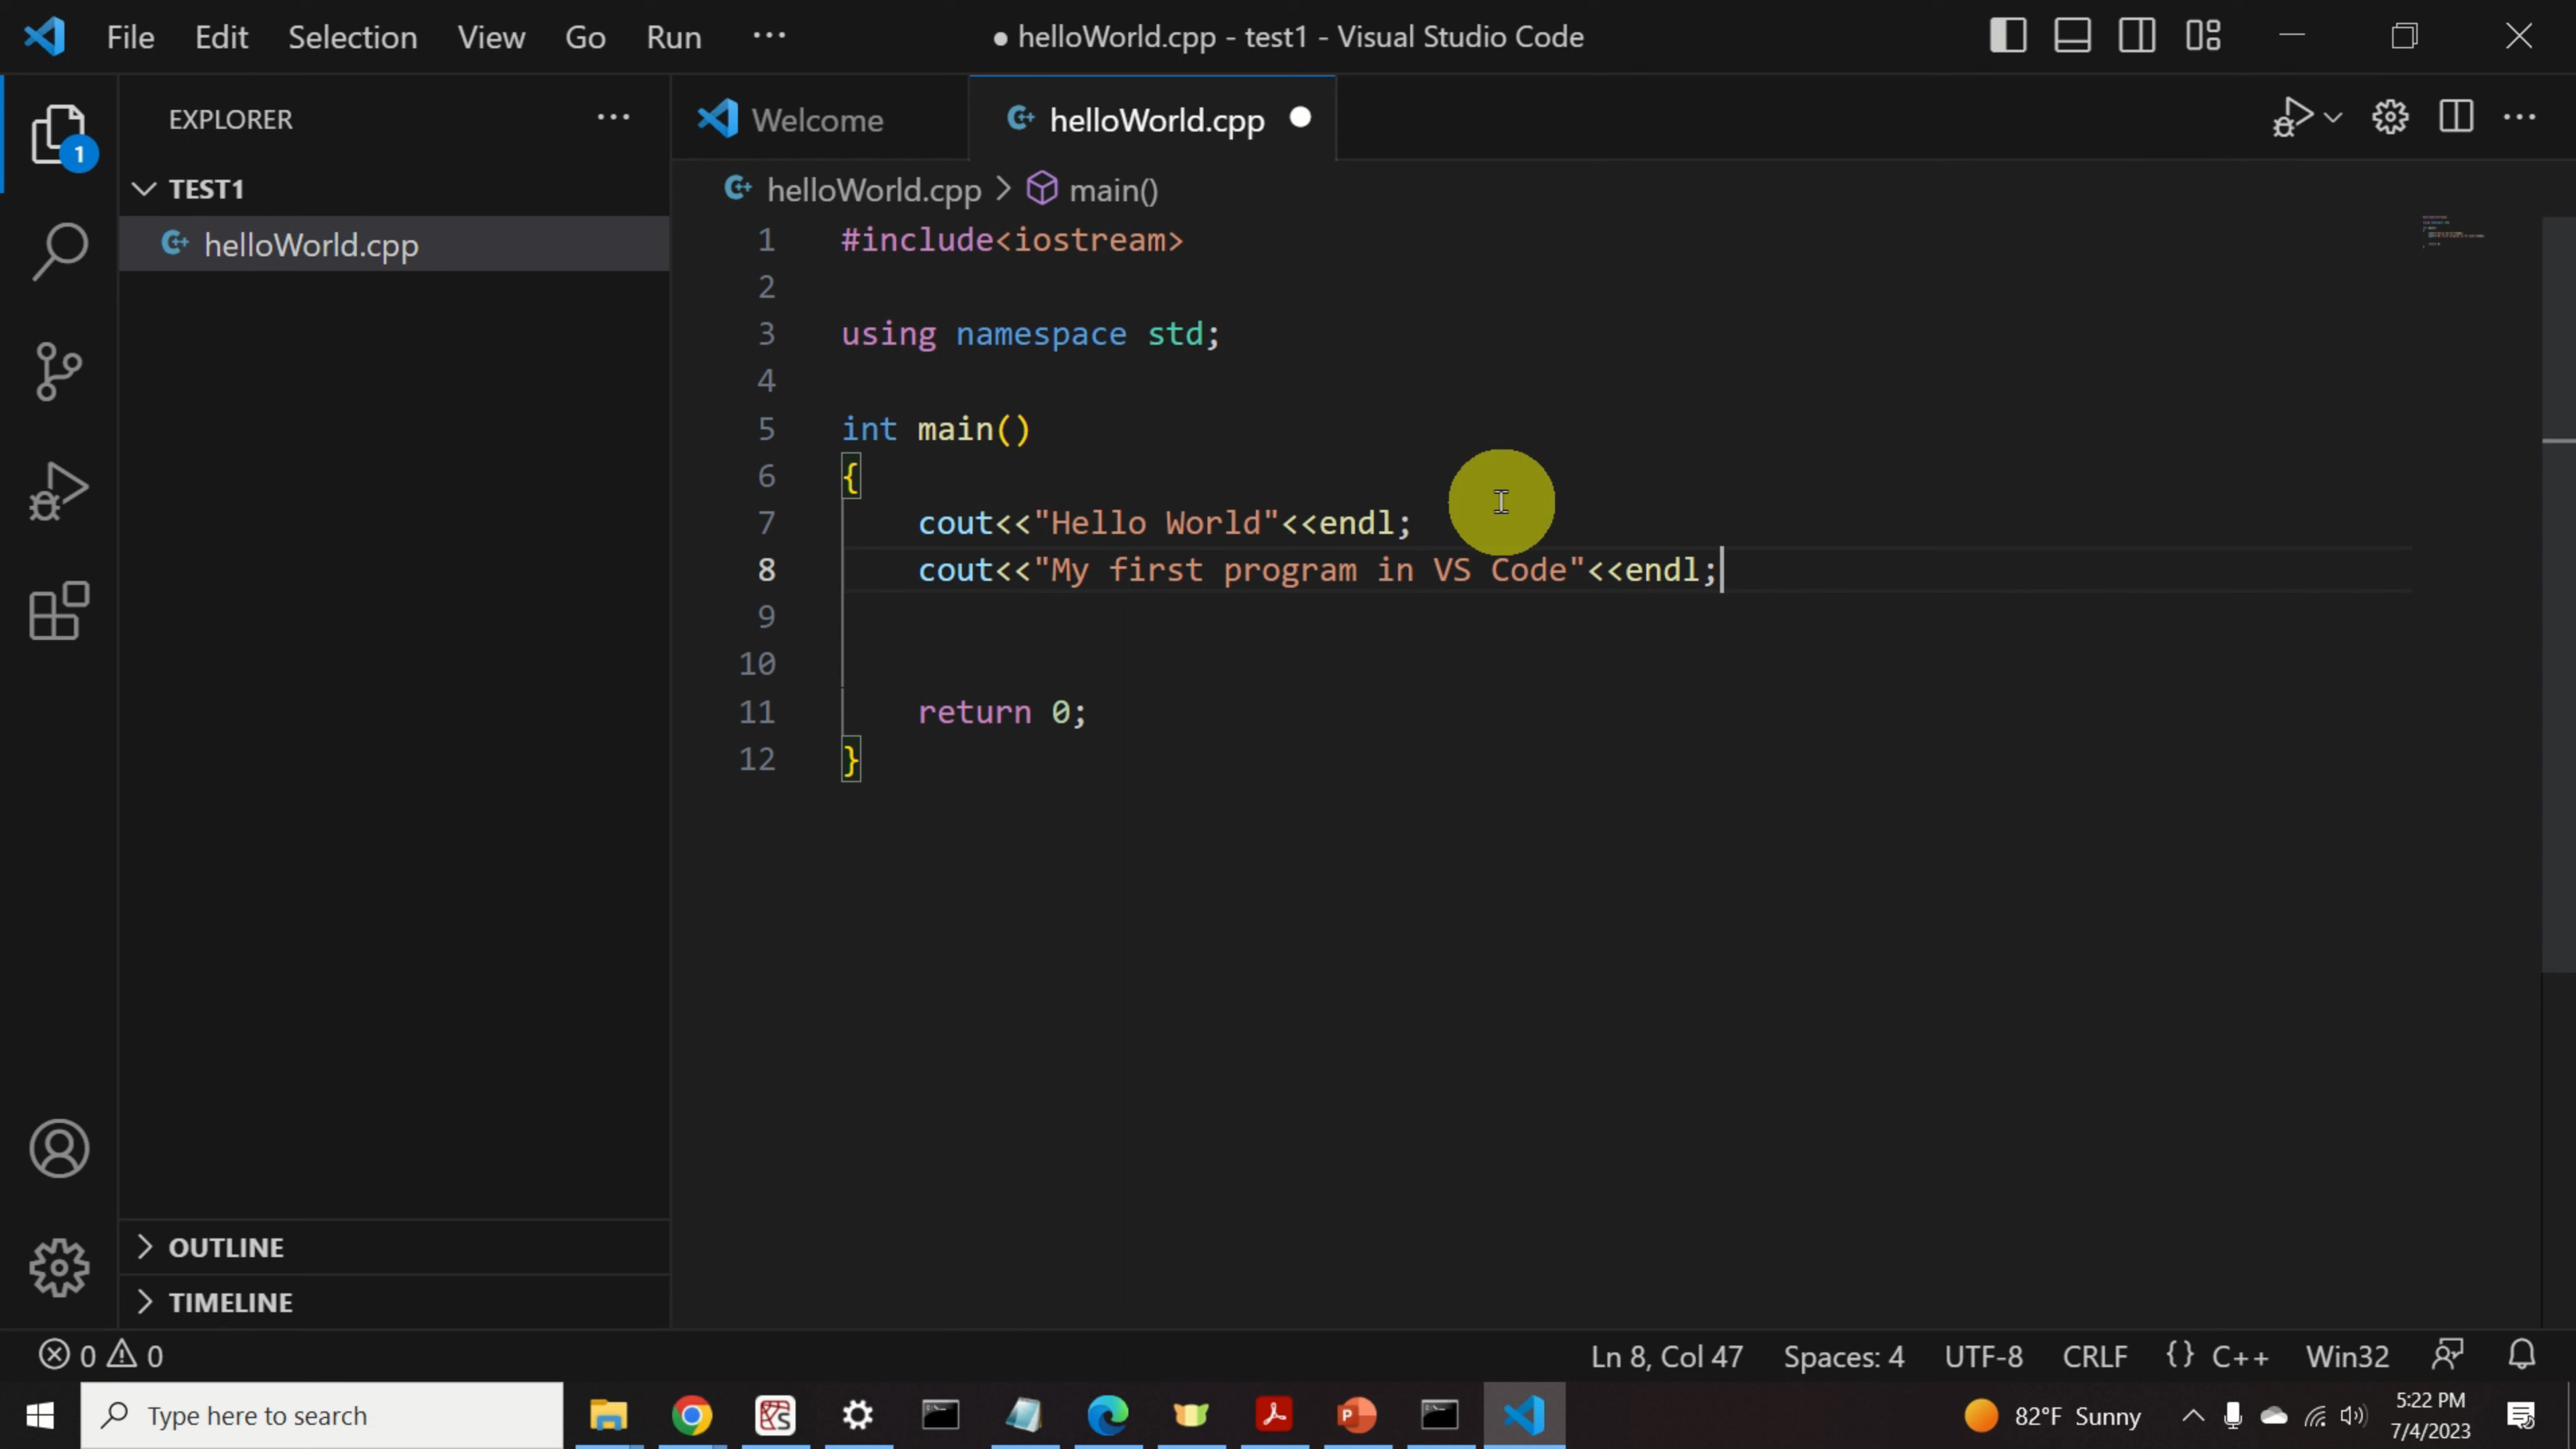 File Edit Selection View Go Run ··· ● helloWorld.cpp - test1 - Visual Studio Code
EXPLORER ···
Welcome
helloWorld.cpp ●
1
TEST1
helloWorld.cpp
helloWorld.cpp > main()
1 #include<iostream>
2
3 using namespace std;
4
5 int main()
6 {
7 cout<<"Hello World"<<endl;
8 cout<<"My first program in VS Code"<<endl;
9
10
11 return 0;
12 }
OUTLINE
TIMELINE
0 0
Ln 8, Col 47 Spaces: 4 UTF-8 CRLF {} C++ Win32
Type here to search
82°F Sunny
5:22 PM
7/4/2023